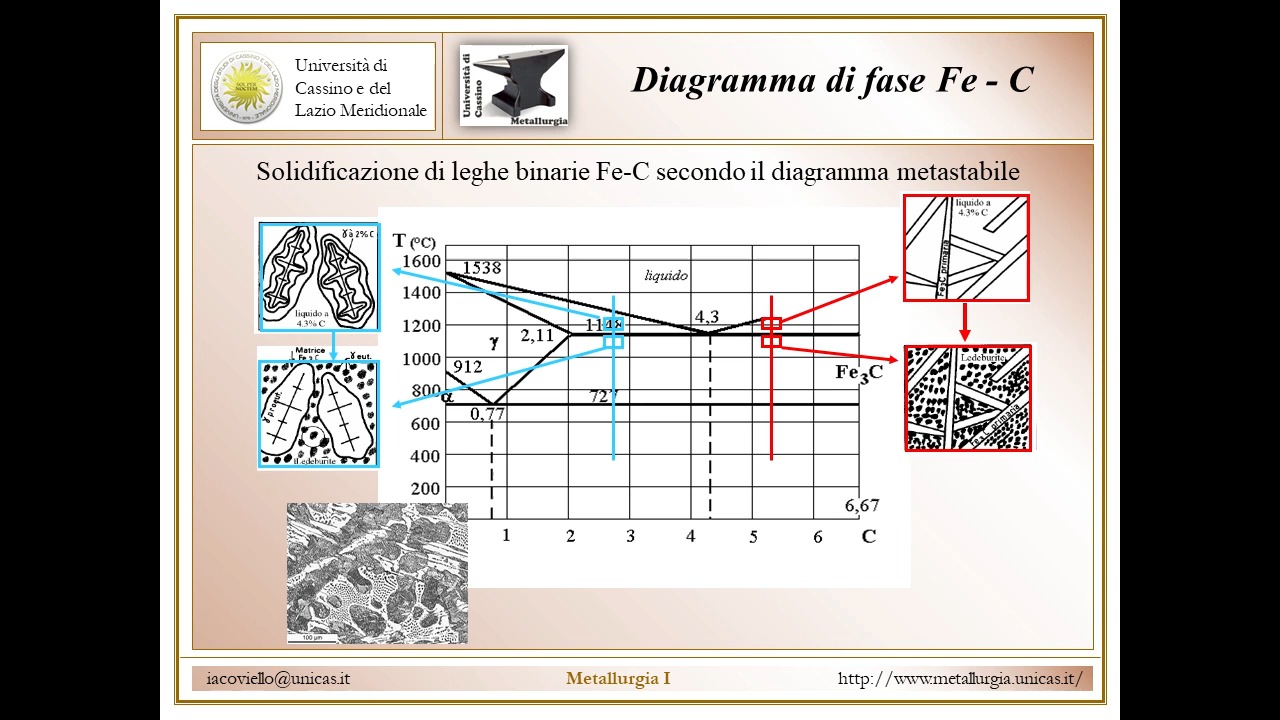 Università di
Cassino e del
Lazio Meridionale
Università di
Cassino
Metallurgia
Diagramma di fase Fe - C
Solidificazione di leghe binarie Fe-C secondo il diagramma metastabile
T (°C)
1600
1400
1200
1000
800
600
400
200
1538
liquido
1148
4,3
2,11
γ
912
Fe3C
α
727
0,77
6,67
1 2 3 4 5 6 C
γ à 2% C
liquido a
4.3% C
Matrice
Fe3C
γ eut.
γ proeut.
Ledeburite
liquido a
4.3% C
Fe3C primaria
Ledeburite
Fe3C primaria
100 µm
iacoviello@unicas.it
Metallurgia I
http://www.metallurgia.unicas.it/